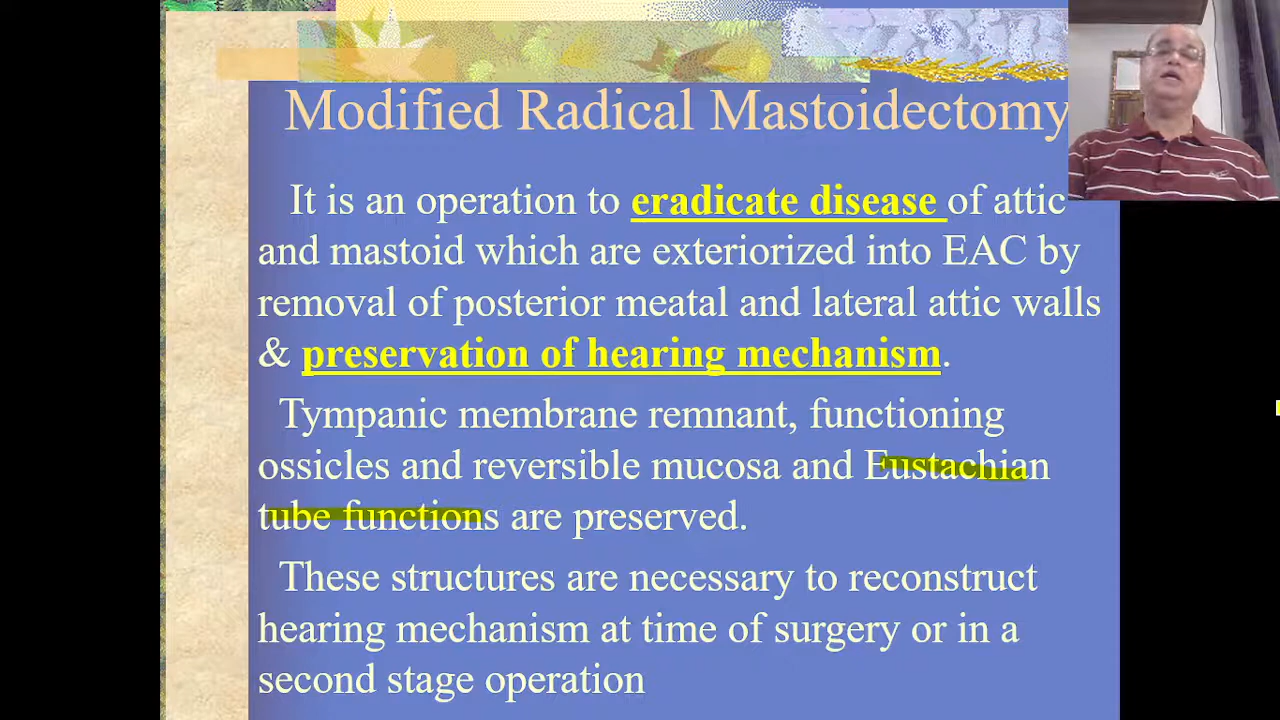 Modified Radical Mastoidectomy
It is an operation to eradicate disease of attic
and mastoid which are exteriorized into EAC by
removal of posterior meatal and lateral attic walls
& preservation of hearing mechanism.
Tympanic membrane remnant, functioning
ossicles and reversible mucosa and Eustachian
tube functions are preserved.
These structures are necessary to reconstruct
hearing mechanism at time of surgery or in a
second stage operation